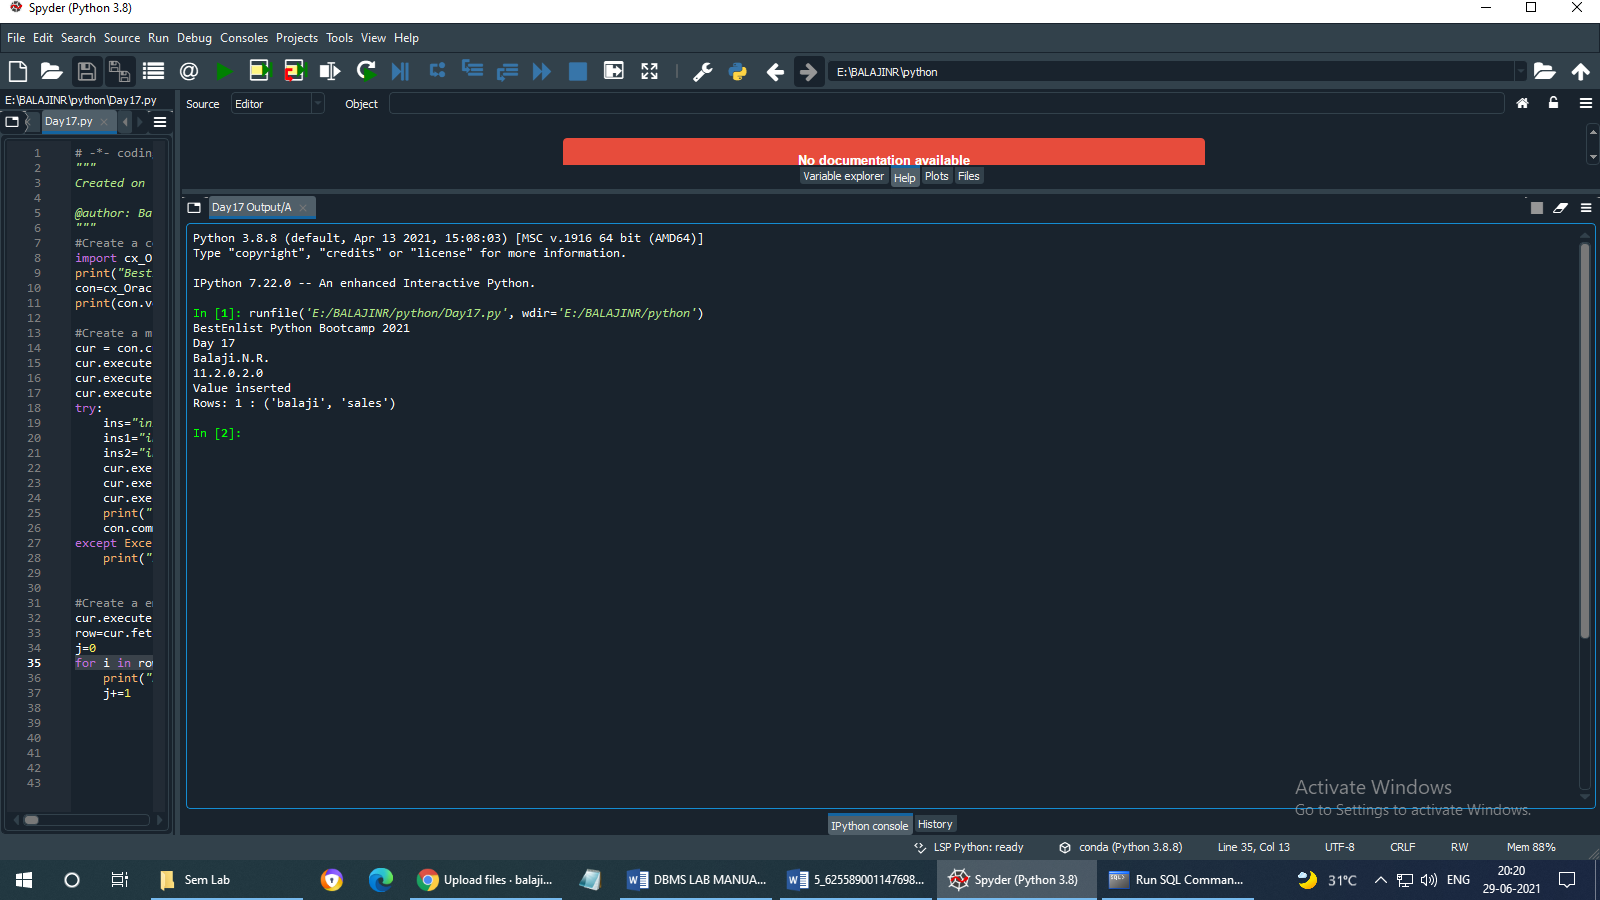 Spyder (Python 3.8)
File Edit Search Source Run Debug Consoles Projects Tools View Help
E:\BALAJINR\python
E:\BALAJINR\python\Day17.py
Source Editor Object
Day17.py
No documentation available
Variable explorer Help Plots Files
1 # -*- codin
2 """
3 Created on
4
5 @author: Ba
6 """
7 #Create a c
8 import cx_O
9 print("Best
10 con=cx_Orac
11 print(con.v
12
13 #Create a m
14 cur = con.c
15 cur.execute
16 cur.execute
17 cur.execute
18 try:
19 ins="in
20 ins1="i
21 ins2="i
22 cur.exe
23 cur.exe
24 cur.exe
25 print("
26 con.com
27 except Exce
28 print("
29
30
31 #Create a e
32 cur.execute
33 row=cur.fet
34 j=0
35 for i in ro
36 print("
37 j+=1
38
39
40
41
42
43
Day17 Output/A
Python 3.8.8 (default, Apr 13 2021, 15:08:03) [MSC v.1916 64 bit (AMD64)]
Type "copyright", "credits" or "license" for more information.
IPython 7.22.0 -- An enhanced Interactive Python.
In [1]: runfile('E:/BALAJINR/python/Day17.py', wdir='E:/BALAJINR/python')
BestEnlist Python Bootcamp 2021
Day 17
Balaji.N.R.
11.2.0.2.0
Value inserted
Rows: 1 : ('balaji', 'sales')
In [2]:
Activate Windows
Go to Settings to activate Windows.
IPython console History
LSP Python: ready conda (Python 3.8.8) Line 35, Col 13 UTF-8 CRLF RW Mem 88%
Sem Lab Upload files · balaji... DBMS LAB MANUA... 5_625589001147698... Spyder (Python 3.8) Run SQL Comman... 31°C ENG 20:20
29-06-2021